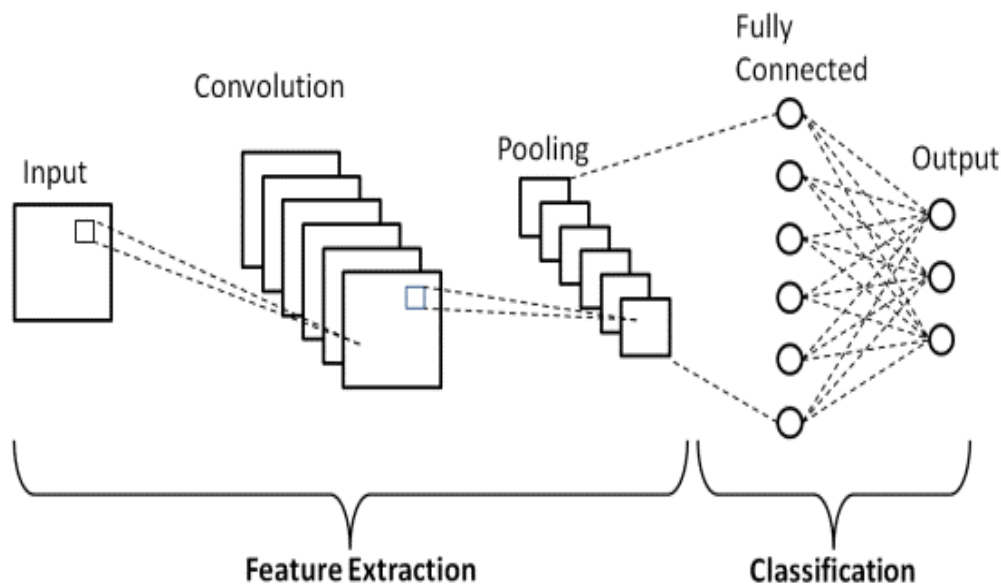 Input
Convolution
Pooling
Fully
Connected
Output
Feature Extraction
Classification